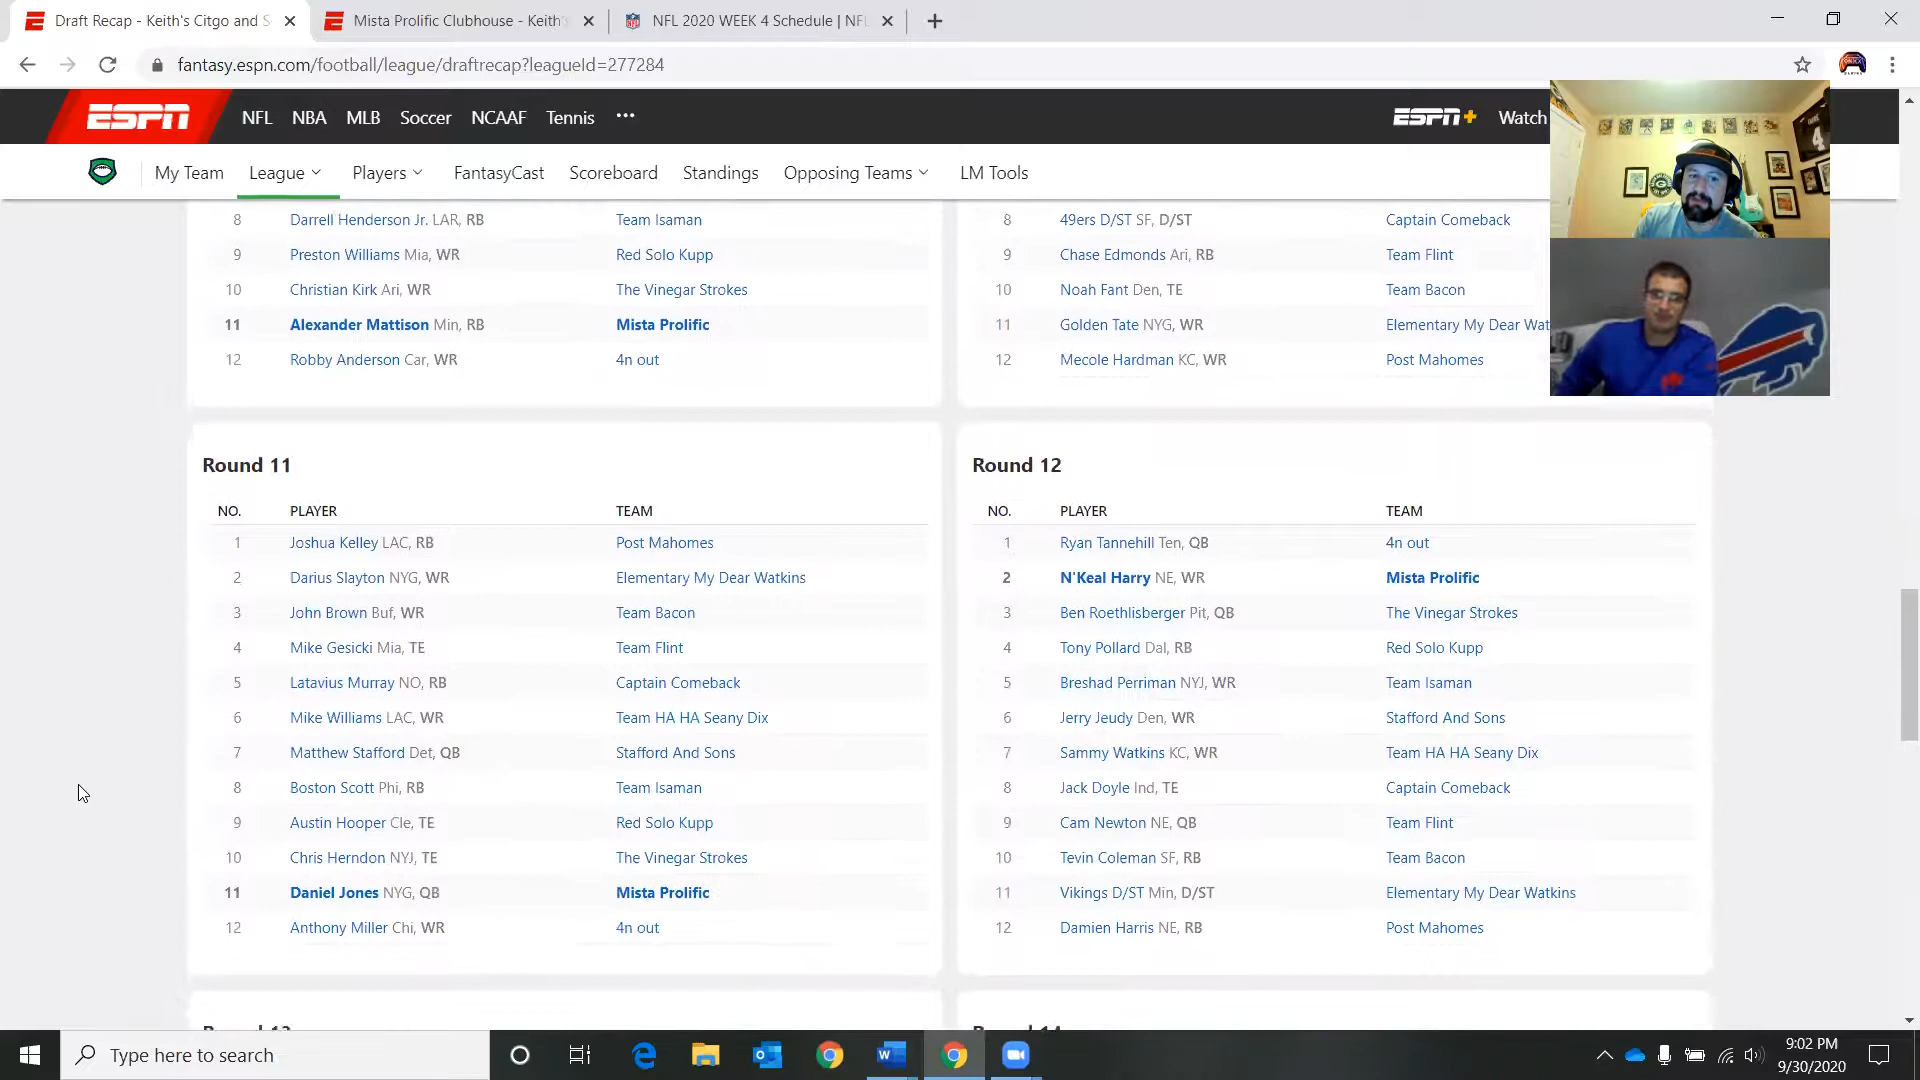 Draft Recap - Keith's Citgo and S
Mista Prolific Clubhouse - Keith's
NFL 2020 WEEK 4 Schedule | NFL
fantasy.espn.com/football/league/draftrecap?leagueId=277284
ESPN NFL NBA MLB Soccer NCAAF Tennis ••• ESPN+ Watch
My Team League Players FantasyCast Scoreboard Standings Opposing Teams LM Tools
8 Darrell Henderson Jr. LAR, RB Team Isaman
9 Preston Williams Mia, WR Red Solo Kupp
10 Christian Kirk Ari, WR The Vinegar Strokes
11 Alexander Mattison Min, RB Mista Prolific
12 Robby Anderson Car, WR 4n out
8 49ers D/ST SF, D/ST Captain Comeback
9 Chase Edmonds Ari, RB Team Flint
10 Noah Fant Den, TE Team Bacon
11 Golden Tate NYG, WR Elementary My Dear Wat
12 Mecole Hardman KC, WR Post Mahomes
Round 11
NO. PLAYER TEAM
1 Joshua Kelley LAC, RB Post Mahomes
2 Darius Slayton NYG, WR Elementary My Dear Watkins
3 John Brown Buf, WR Team Bacon
4 Mike Gesicki Mia, TE Team Flint
5 Latavius Murray NO, RB Captain Comeback
6 Mike Williams LAC, WR Team HA HA Seany Dix
7 Matthew Stafford Det, QB Stafford And Sons
8 Boston Scott Phi, RB Team Isaman
9 Austin Hooper Cle, TE Red Solo Kupp
10 Chris Herndon NYJ, TE The Vinegar Strokes
11 Daniel Jones NYG, QB Mista Prolific
12 Anthony Miller Chi, WR 4n out
Round 12
NO. PLAYER TEAM
1 Ryan Tannehill Ten, QB 4n out
2 N'Keal Harry NE, WR Mista Prolific
3 Ben Roethlisberger Pit, QB The Vinegar Strokes
4 Tony Pollard Dal, RB Red Solo Kupp
5 Breshad Perriman NYJ, WR Team Isaman
6 Jerry Jeudy Den, WR Stafford And Sons
7 Sammy Watkins KC, WR Team HA HA Seany Dix
8 Jack Doyle Ind, TE Captain Comeback
9 Cam Newton NE, QB Team Flint
10 Tevin Coleman SF, RB Team Bacon
11 Vikings D/ST Min, D/ST Elementary My Dear Watkins
12 Damien Harris NE, RB Post Mahomes
Round 13
Round 14
Type here to search
9:02 PM
9/30/2020